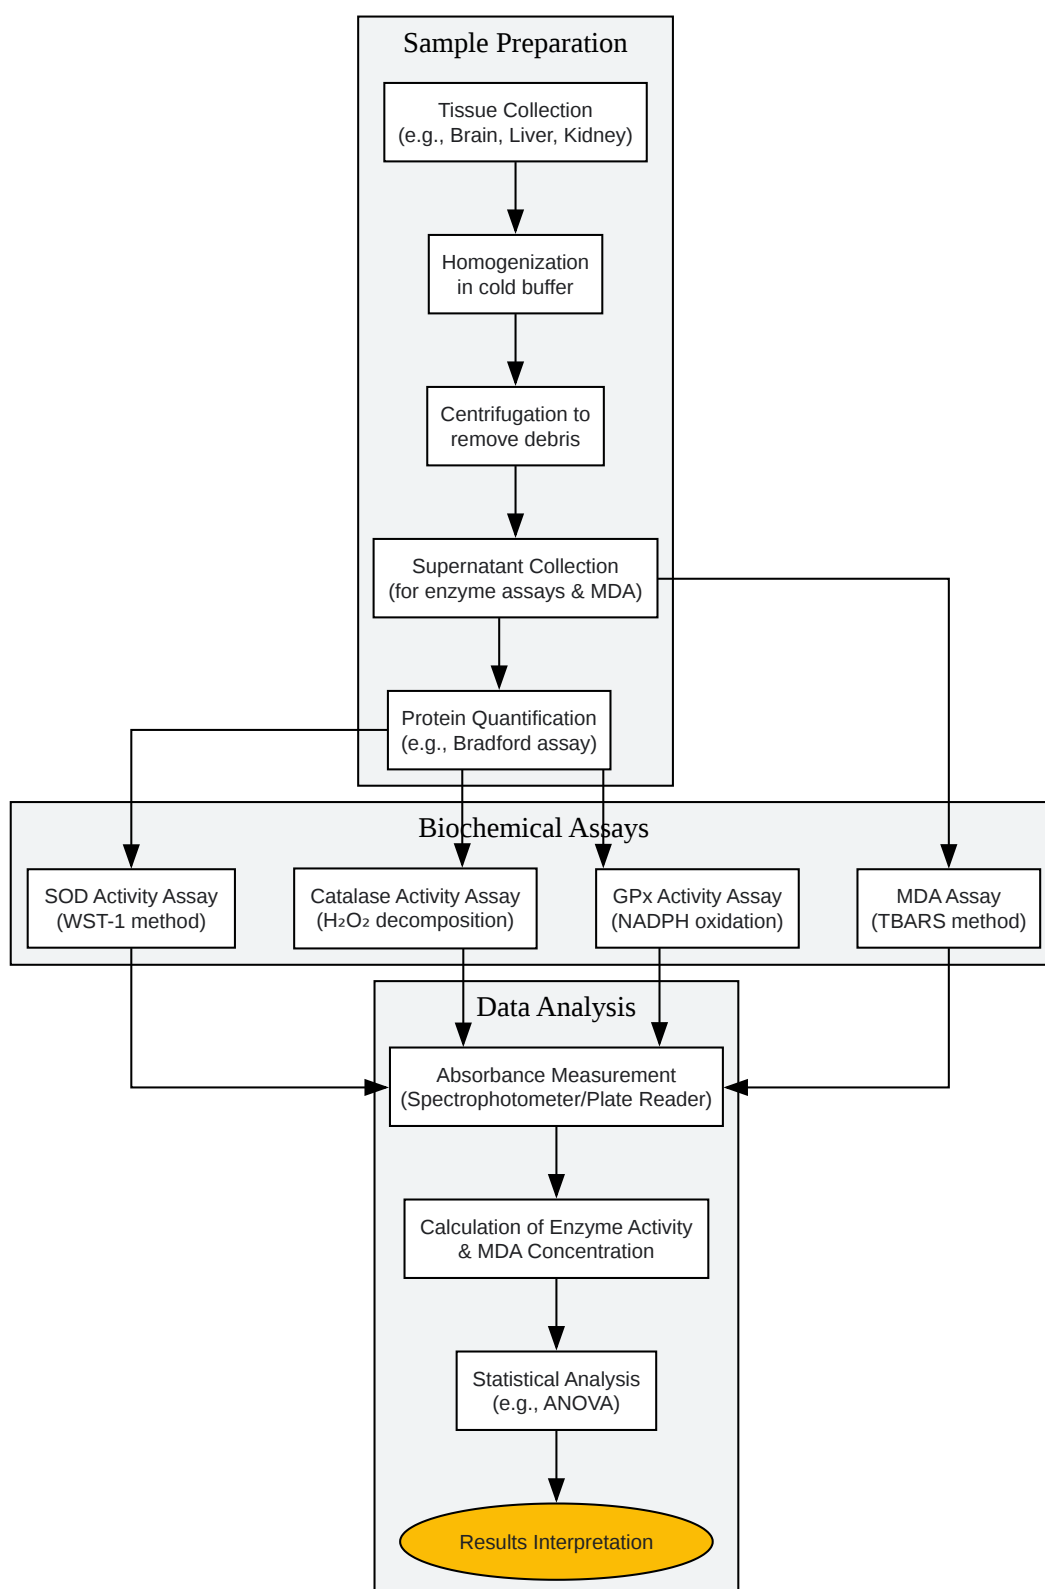 Sample Preparation
Tissue Collection
(e.g., Brain, Liver, Kidney)
Homogenization
in cold buffer
Centrifugation to
remove debris
Supernatant Collection
(for enzyme assays & MDA)
Protein Quantification
(e.g., Bradford assay)
Biochemical Assays
SOD Activity Assay
(WST-1 method)
Catalase Activity Assay
(H₂O₂ decomposition)
GPx Activity Assay
(NADPH oxidation)
MDA Assay
(TBARS method)
Data Analysis
Absorbance Measurement
(Spectrophotometer/Plate Reader)
Calculation of Enzyme Activity
& MDA Concentration
Statistical Analysis
(e.g., ANOVA)
Results Interpretation